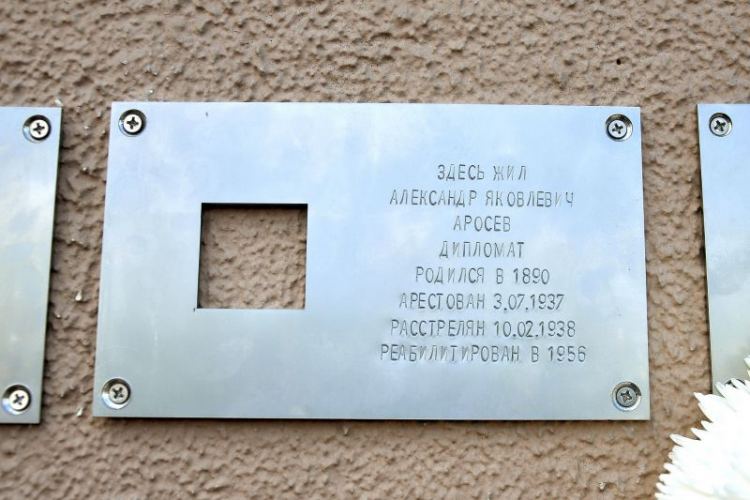 ЗДЕСЬ ЖИЛ
АЛЕКСАНДР ЯКОВЛЕВИЧ
АРОСЕВ
ДИПЛОМАТ
РОДИЛСЯ В 1890
АРЕСТОВАН 3.07.1937
РАССТРЕЛЯН 10.02.1938
РЕАБИЛИТИРОВАН В 1956